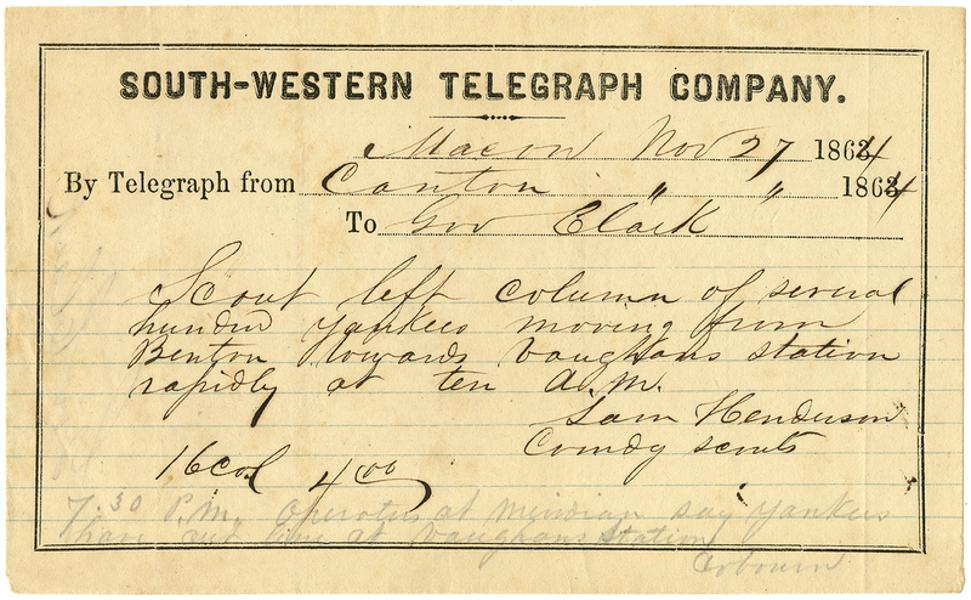 SOUTH-WESTERN TELEGRAPH COMPANY.
Macon Nov 27 1864
By Telegraph from Canton " " 1864
To Gov Clark
Scout left column of several
hundred Yankees moving from
Benton towards Vaughans station
rapidly at ten A.M.
Sam Henderson
Comdg scouts
16 col 4 00
7.30 P.M. Operator at Meridian say Yankees
have cut line at Vaughans Station